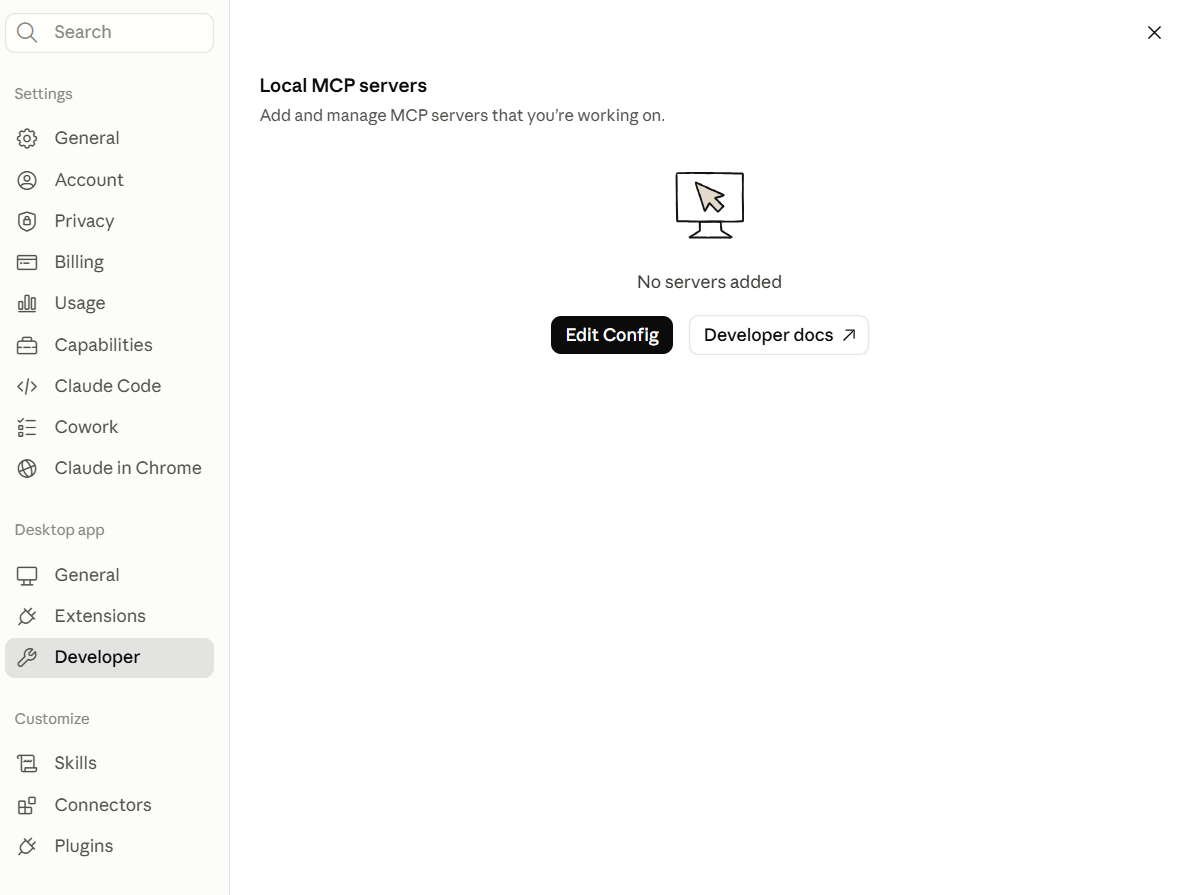 Search
Settings
General
Account
Privacy
Billing
Usage
Capabilities
Claude Code
Cowork
Claude in Chrome
Desktop app
General
Extensions
Developer
Customize
Skills
Connectors
Plugins
Local MCP servers
Add and manage MCP servers that you’re working on.
No servers added
Edit Config
Developer docs